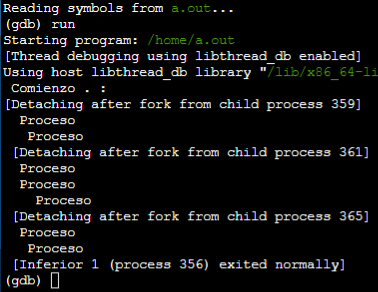 Reading symbols from a.out...
(gdb) run
Starting program: /home/a.out
[Thread debugging using libthread_db enabled]
Using host libthread_db library "/lib/x86_64-li
Comienzo . :
[Detaching after fork from child process 359]
Proceso
Proceso
[Detaching after fork from child process 361]
Proceso
Proceso
Proceso
[Detaching after fork from child process 365]
Proceso
Proceso
[Inferior 1 (process 356) exited normally]
(gdb)